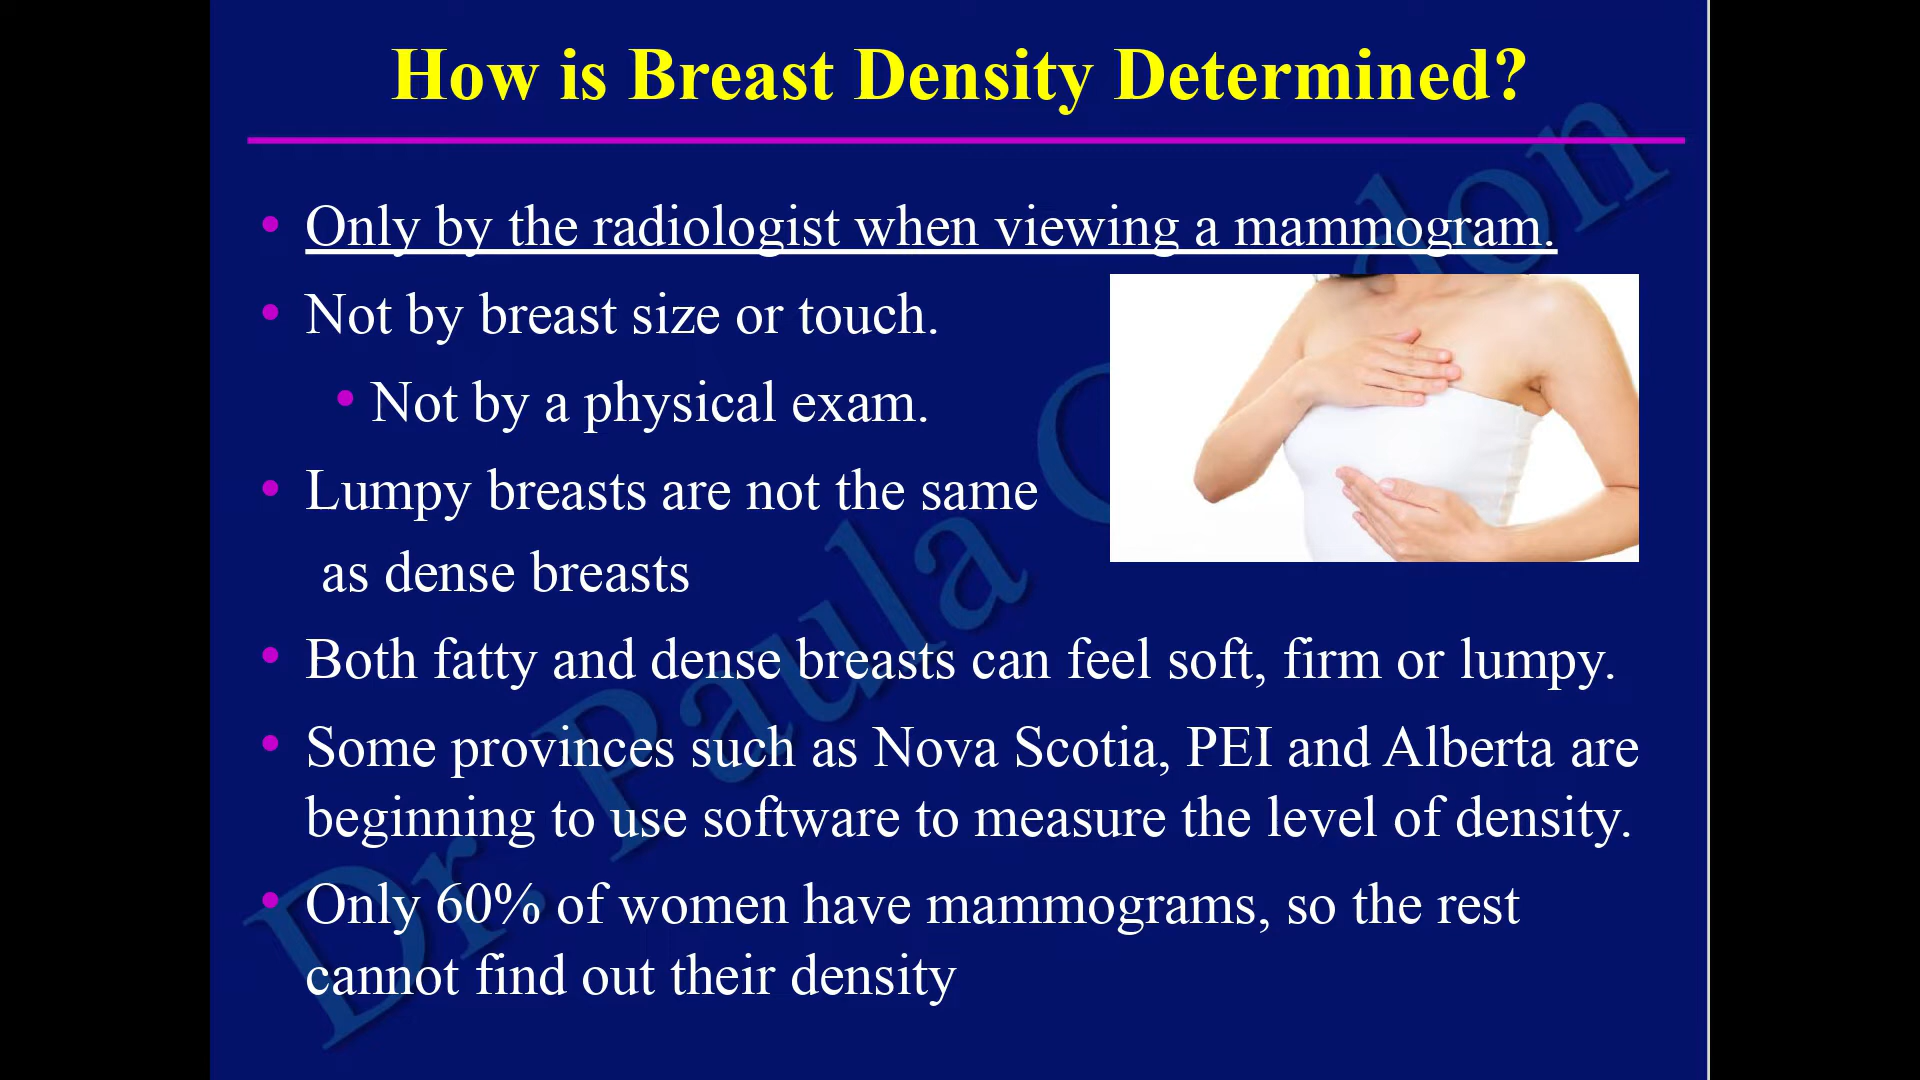 How is Breast Density Determined?
• Only by the radiologist when viewing a mammogram.
• Not by breast size or touch.
• Not by a physical exam.
• Lumpy breasts are not the same
as dense breasts
• Both fatty and dense breasts can feel soft, firm or lumpy.
• Some provinces such as Nova Scotia, PEI and Alberta are
beginning to use software to measure the level of density.
• Only 60% of women have mammograms, so the rest
cannot find out their density
Dr. Paula